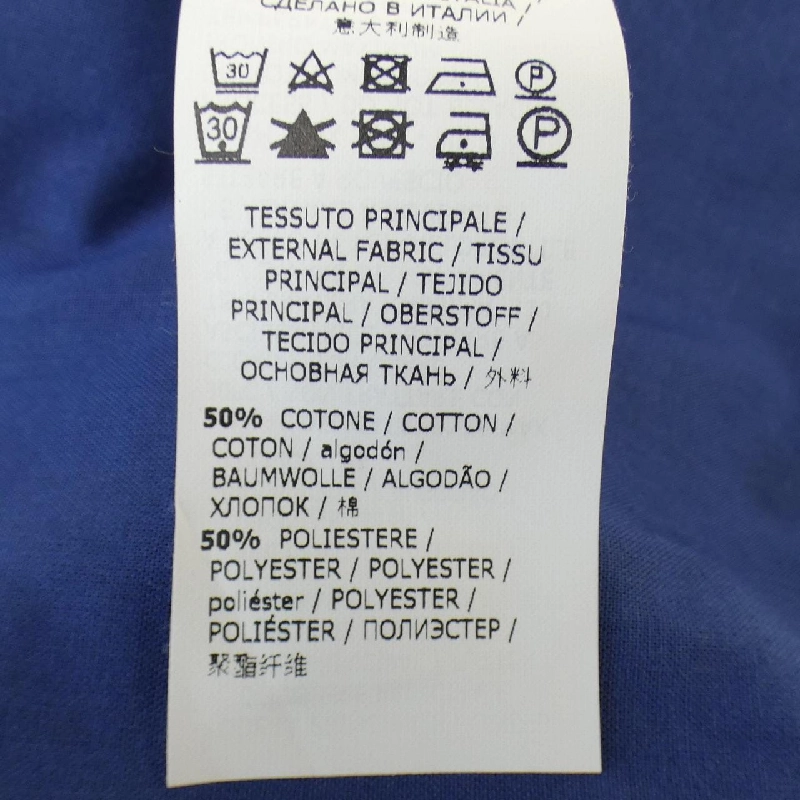 СДЕЛАНО В ИТАЛИИ /
意大利制造
30
P
30
P
TESSUTO PRINCIPALE /
EXTERNAL FABRIC / TISSU
PRINCIPAL / TEJIDO
PRINCIPAL / OBERSTOFF /
TECIDO PRINCIPAL /
ОСНОВНАЯ ТКАНЬ / 外料
50% COTONE / COTTON /
COTON / algodón /
BAUMWOLLE / ALGODÃO /
ХЛОПОК / 棉
50% POLIESTERE /
POLYESTER / POLYESTER /
poliéster / POLYESTER /
POLIÉSTER / ПОЛИЭСТЕР /
聚酯纤维